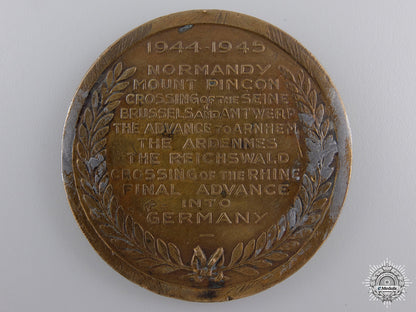 1944-1945
NORMANDY
MOUNT PINCON
CROSSING OF THE SEINE
BRUSSELS AND ANTWERP
THE ADVANCE TO ARNHEM
THE ARDENNES
THE REICHSWALD
CROSSING OF THE RHINE
FINAL ADVANCE
INTO
GERMANY
eMedals